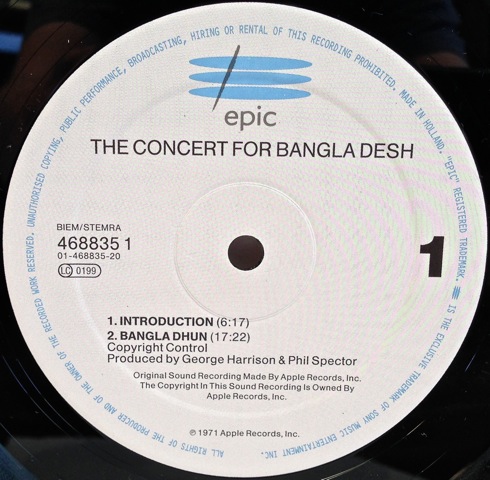 ALL RIGHTS OF THE PRODUCER AND OF THE OWNER OF THE RECORDED WORK RESERVED. UNAUTHORISED COPYING, PUBLIC PERFORMANCE, BROADCASTING, HIRING OR RENTAL OF THIS RECORDING PROHIBITED. MADE IN HOLLAND. "EPIC" REGISTERED TRADEMARK. IS THE EXCLUSIVE TRADEMARK OF SONY MUSIC ENTERTAINMENT INC.
epic
THE CONCERT FOR BANGLA DESH
BIEM/STEMRA
468835 1
01-468835-20
LC 0199
1
1. INTRODUCTION (6:17)
2. BANGLA DHUN (17:22)
Copyright Control
Produced by George Harrison & Phil Spector
Original Sound Recording Made By Apple Records, Inc.
The Copyright In This Sound Recording Is Owned By
Apple Records, Inc.
℗ 1971 Apple Records, Inc.